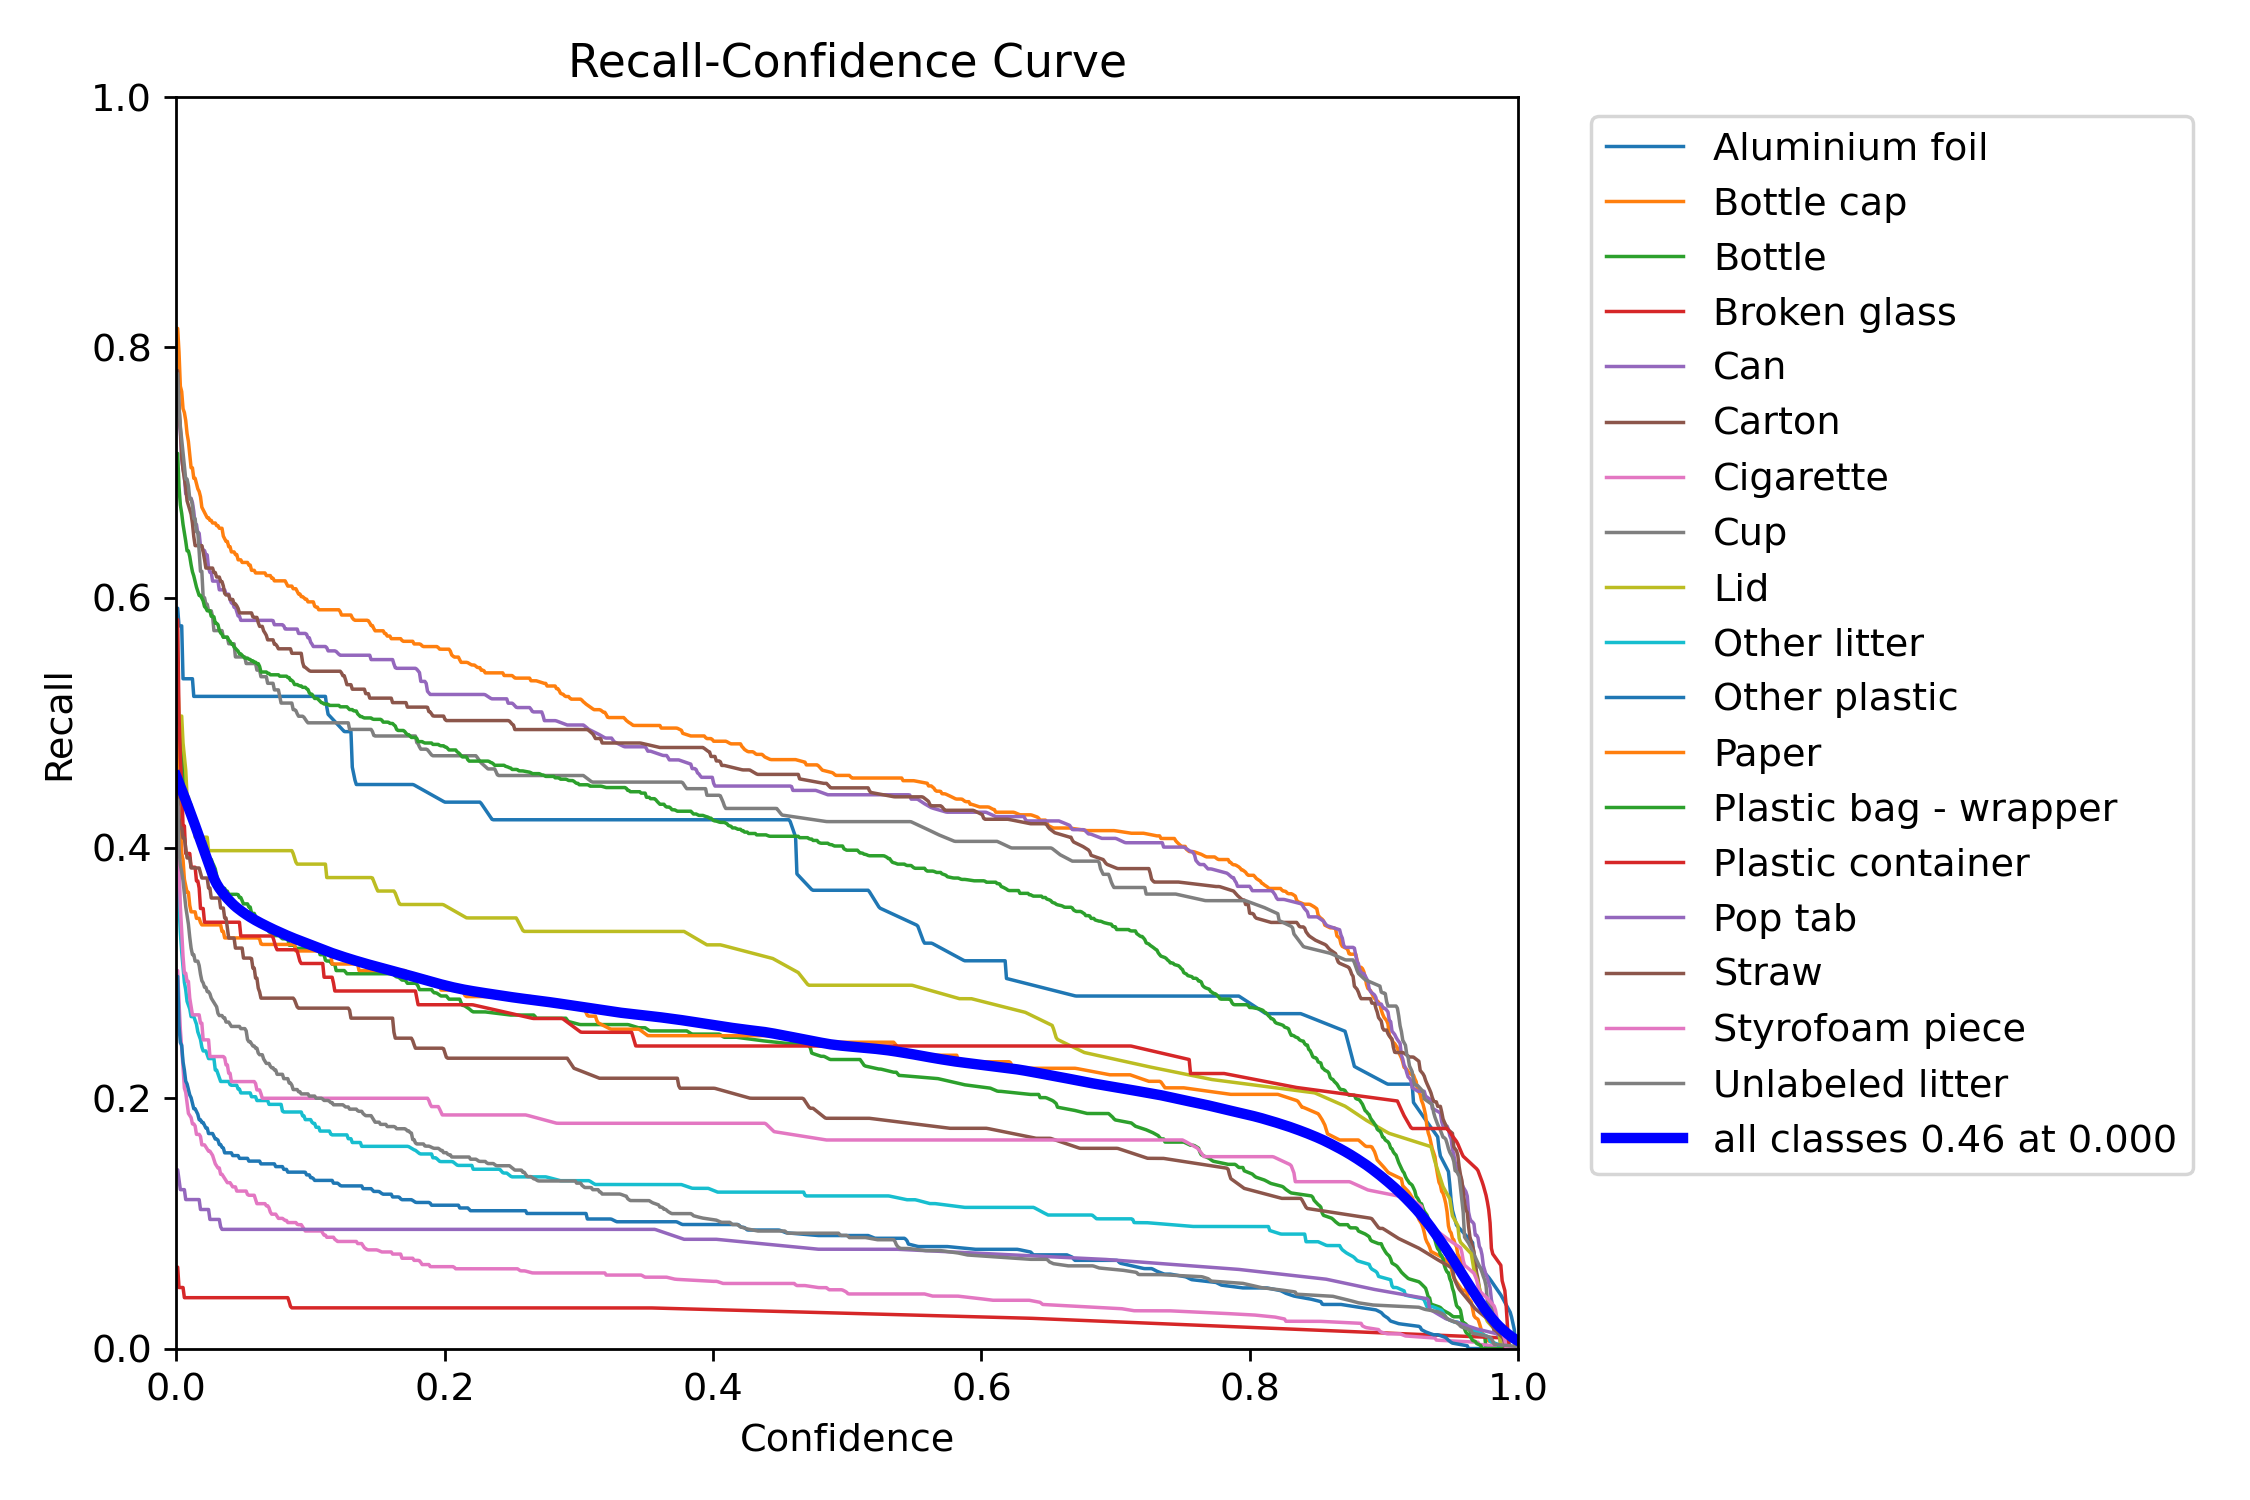 Recall-Confidence Curve
1.0
0.8
0.6
0.4
0.2
0.0
Recall
0.0 0.2 0.4 0.6 0.8 1.0
Confidence
Aluminium foil
Bottle cap
Bottle
Broken glass
Can
Carton
Cigarette
Cup
Lid
Other litter
Other plastic
Paper
Plastic bag - wrapper
Plastic container
Pop tab
Straw
Styrofoam piece
Unlabeled litter
all classes 0.46 at 0.000